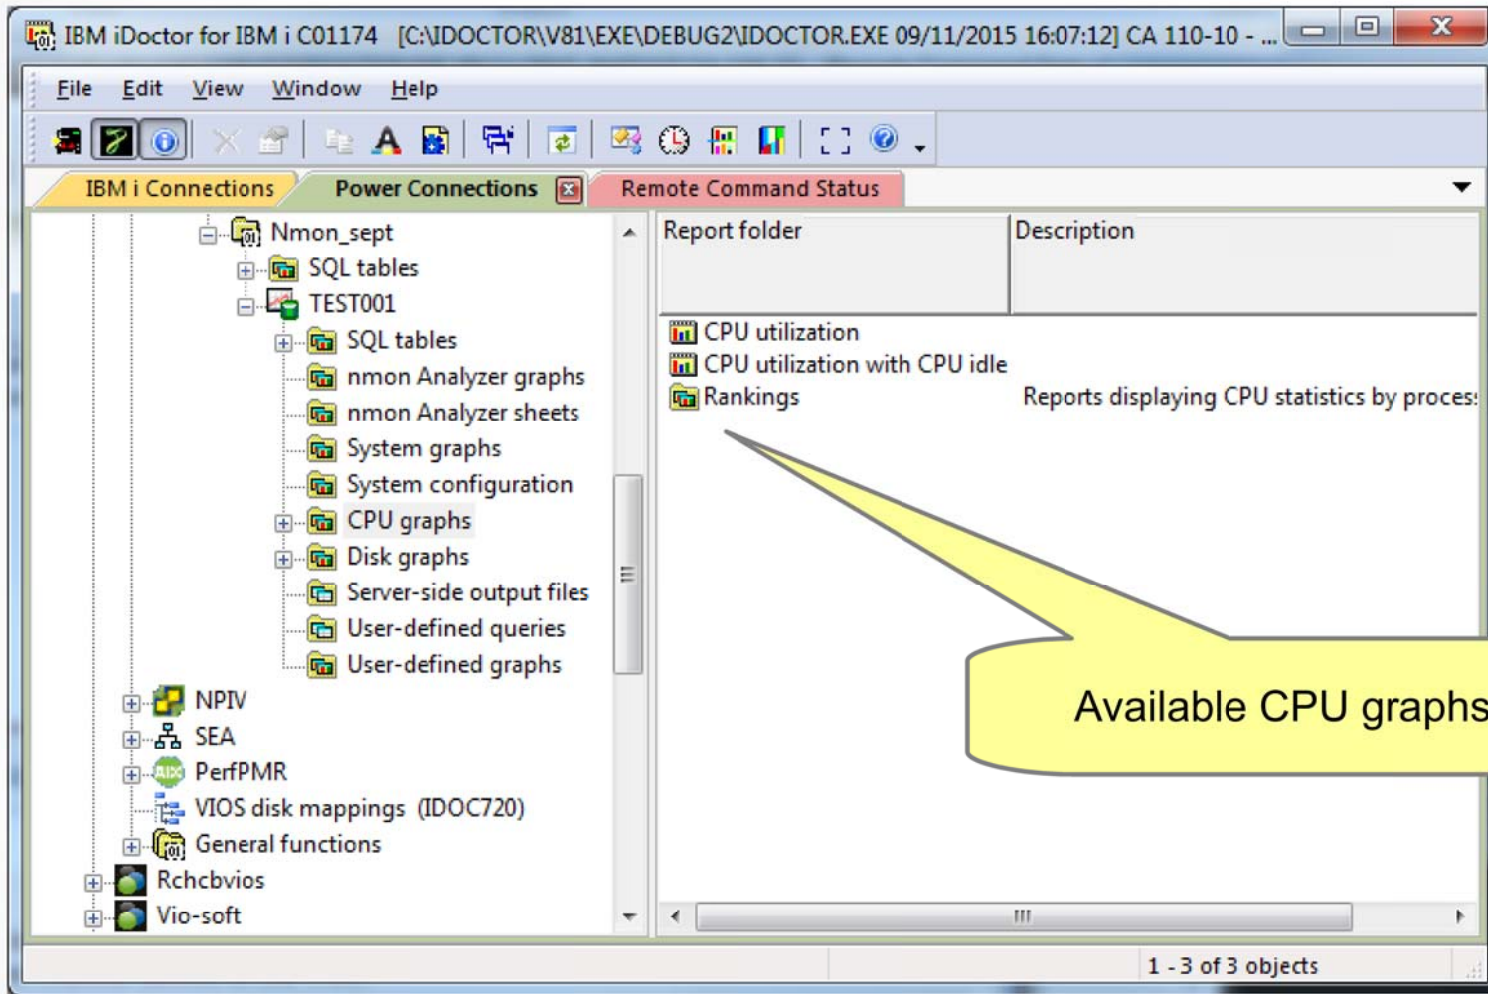 IBM iDoctor for IBM i C01174 [C:\IDOCTOR\V81\EXE\DEBUG2\IDOCTOR.EXE 09/11/2015 16:07:12] CA 110-10 - ...
File Edit View Window Help
IBM i Connections Power Connections Remote Command Status
Nmon_sept
SQL tables
TEST001
SQL tables
nmon Analyzer graphs
nmon Analyzer sheets
System graphs
System configuration
CPU graphs
Disk graphs
Server-side output files
User-defined queries
User-defined graphs
NPIV
SEA
AIX PerfPMR
VIOS disk mappings (IDOC720)
General functions
Rchcbvios
Vio-soft
Report folder Description
CPU utilization
CPU utilization with CPU idle
Rankings Reports displaying CPU statistics by process
Available CPU graphs
1 - 3 of 3 objects